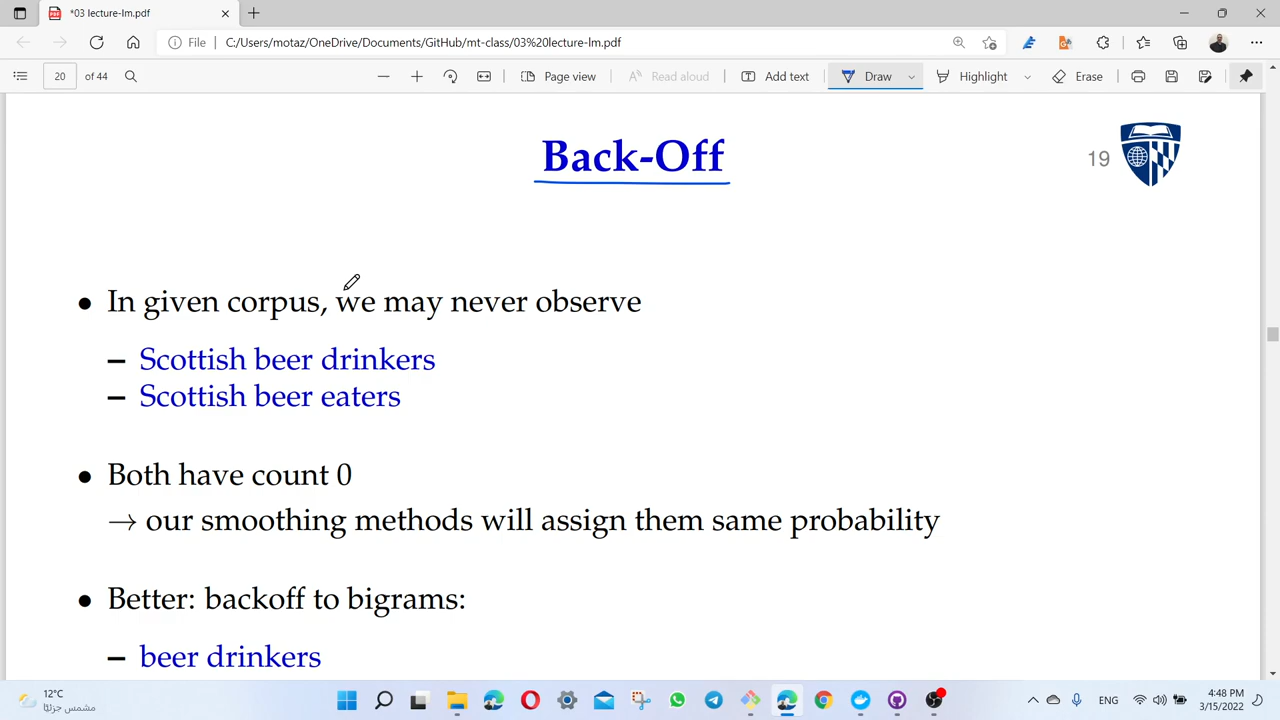 *03 lecture-lm.pdf
File
C:/Users/motaz/OneDrive/Documents/GitHub/mt-class/03%20lecture-lm.pdf
20 of 44
Page view
Read aloud
Add text
Draw
Highlight
Erase
Back-Off
19
• In given corpus, we may never observe
– Scottish beer drinkers
– Scottish beer eaters
• Both have count 0
→ our smoothing methods will assign them same probability
• Better: backoff to bigrams:
– beer drinkers
12°C
مشمس جزئيًا
ENG
4:48 PM
3/15/2022